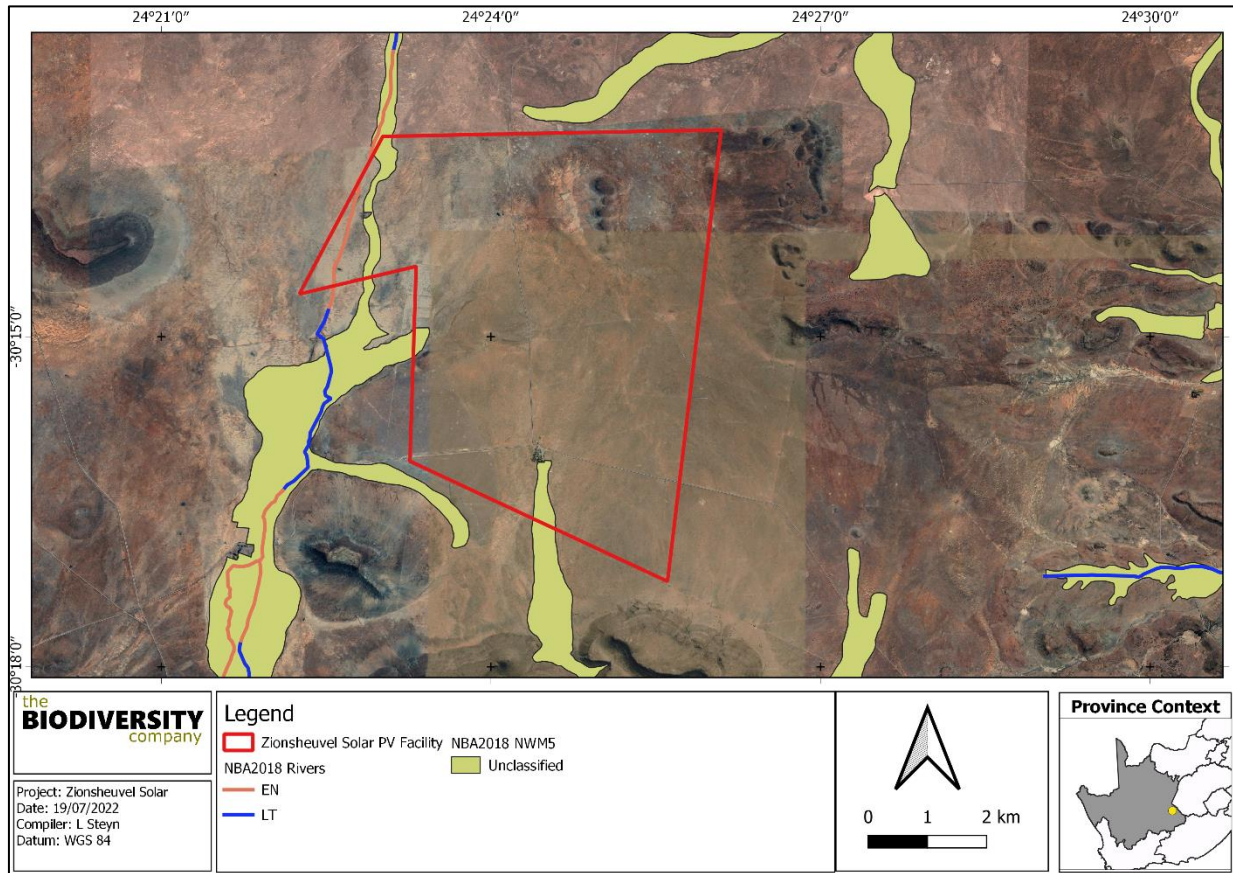 24°21′0″
24°24′0″
24°27′0″
24°30′0″
-30°15′0″
-30°18′0″
the
BIODIVERSITY
company
Project: Zionsheuvel Solar
Date: 19/07/2022
Compiler: L Steyn
Datum: WGS 84
Legend
Zionsheuvel Solar PV Facility
NBA2018 Rivers
EN
LT
NBA2018 NWM5
Unclassified
0 1 2 km
Province Context